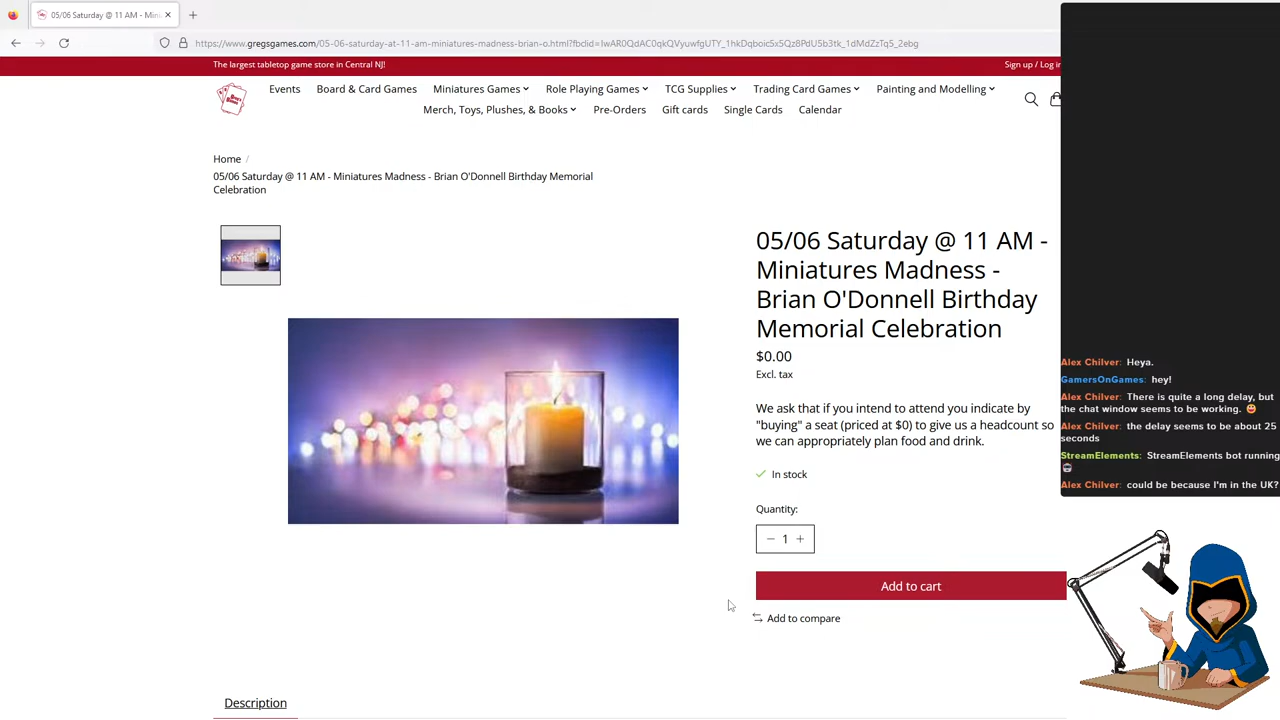 05/06 Saturday @ 11 AM - Min
https://www.gregsgames.com/05-06-saturday-at-11-am-miniatures-madness-brian-o.html?fbclid=IwAR0QdAC0qkQVyuwfgUTY_1hkDqboic5x5Qz8PdU5b3tk_1dMdZzTq5_2ebg
The largest tabletop game store in Central NJ!
Sign up / Log in
Events
Board & Card Games
Miniatures Games
Role Playing Games
TCG Supplies
Trading Card Games
Painting and Modelling
Merch, Toys, Plushes, & Books
Pre-Orders
Gift cards
Single Cards
Calendar
Home /
05/06 Saturday @ 11 AM - Miniatures Madness - Brian O'Donnell Birthday Memorial
Celebration
05/06 Saturday @ 11 AM -
Miniatures Madness -
Brian O'Donnell Birthday
Memorial Celebration
$0.00
Excl. tax
We ask that if you intend to attend you indicate by
"buying" a seat (priced at $0) to give us a headcount so
we can appropriately plan food and drink.
In stock
Quantity:
1
Add to cart
Add to compare
Description
Alex Chilver: Heya.
GamersOnGames: hey!
Alex Chilver: There is quite a long delay, but
the chat window seems to be working.
Alex Chilver: the delay seems to be about 25
seconds
StreamElements: StreamElements bot running
Alex Chilver: could be because I'm in the UK?